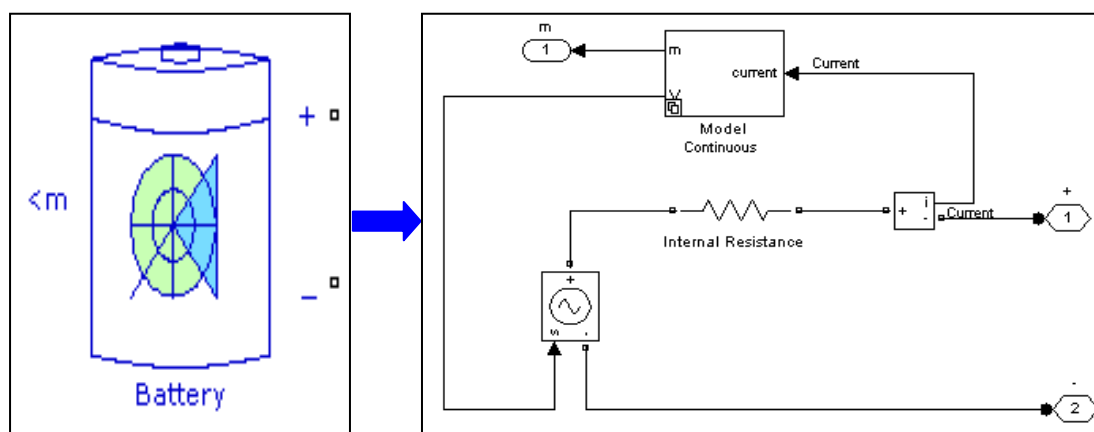 +
<m
−
Battery
m
1
m
V
current
Current
Model
Continuous
Internal Resistance
+
i
-
Current
+
1
+
s
-
-
2